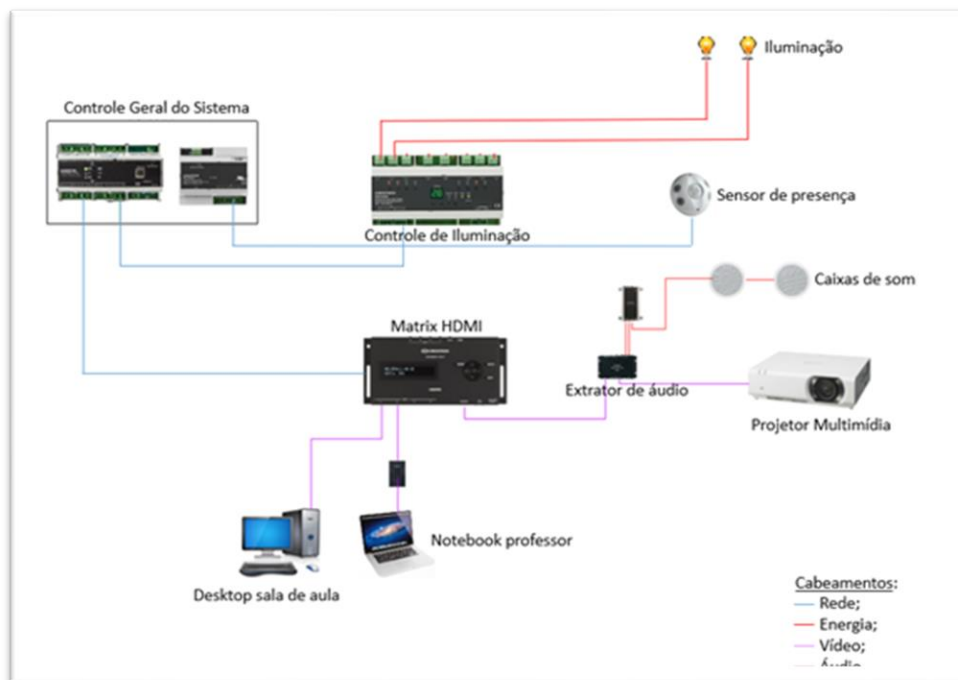 Iluminação
Controle Geral do Sistema
Sensor de presença
Controle de Iluminação
Caixas de som
Matrix HDMI
Extrator de áudio
Projetor Multimídia
Notebook professor
Desktop sala de aula
Cabeamentos:
Rede;
Energia;
Vídeo;
Áudio